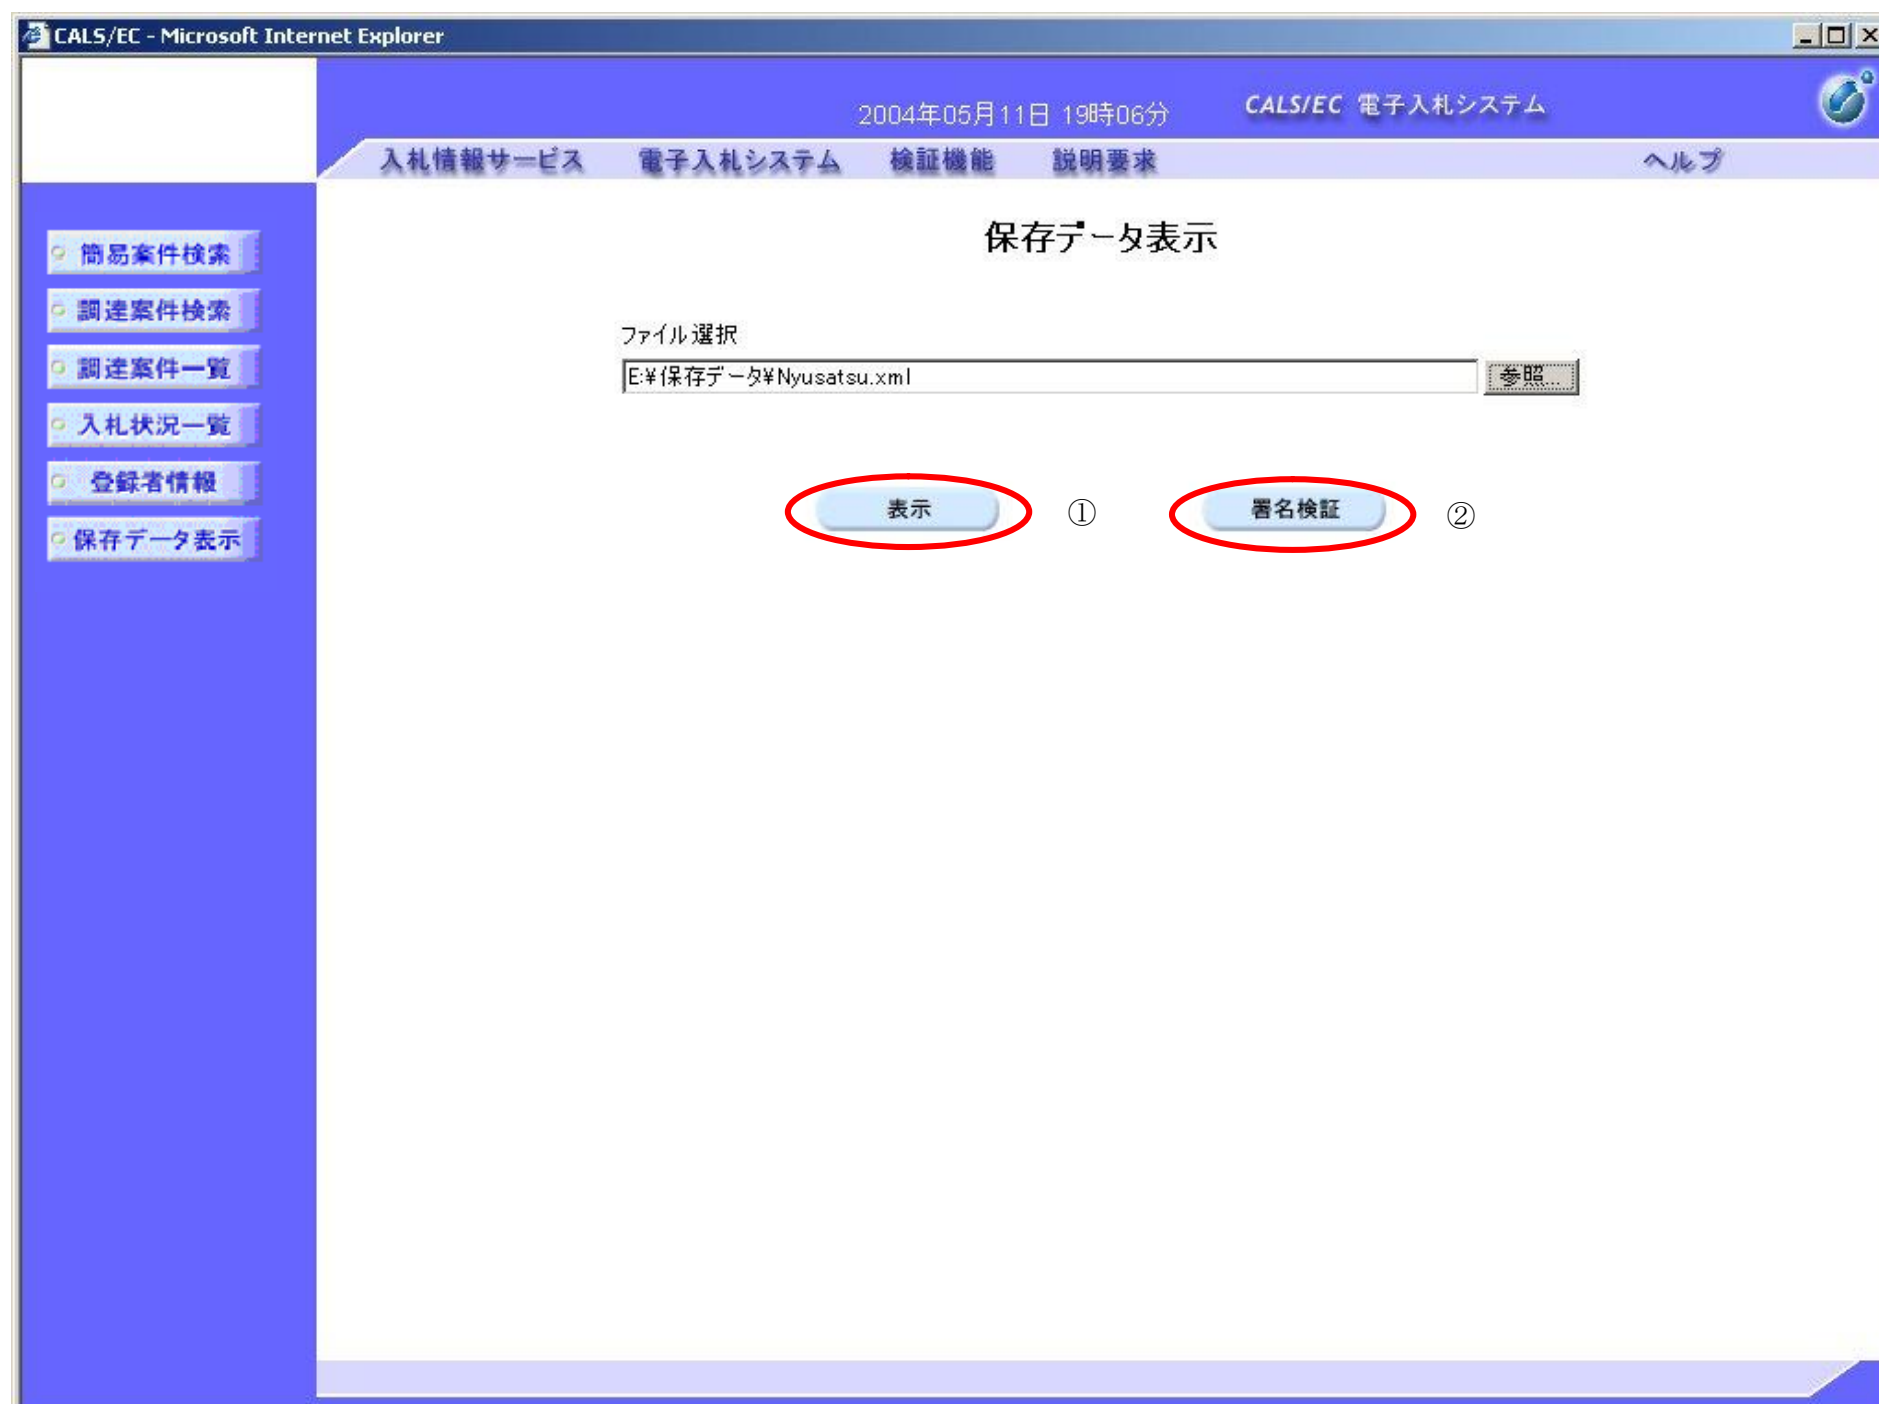 CALS/EC - Microsoft Internet Explorer
2004年05月11日 19時06分 CALS/EC 電子入札システム
入札情報サービス 電子入札システム 検証機能 説明要求 ヘルプ
簡易案件検索
調達案件検索
調達案件一覧
入札状況一覧
登録者情報
保存データ表示
保存データ表示
ファイル選択
E:¥保存データ¥Nyusatsu.xml 参照...
表示 ① 署名検証 ②